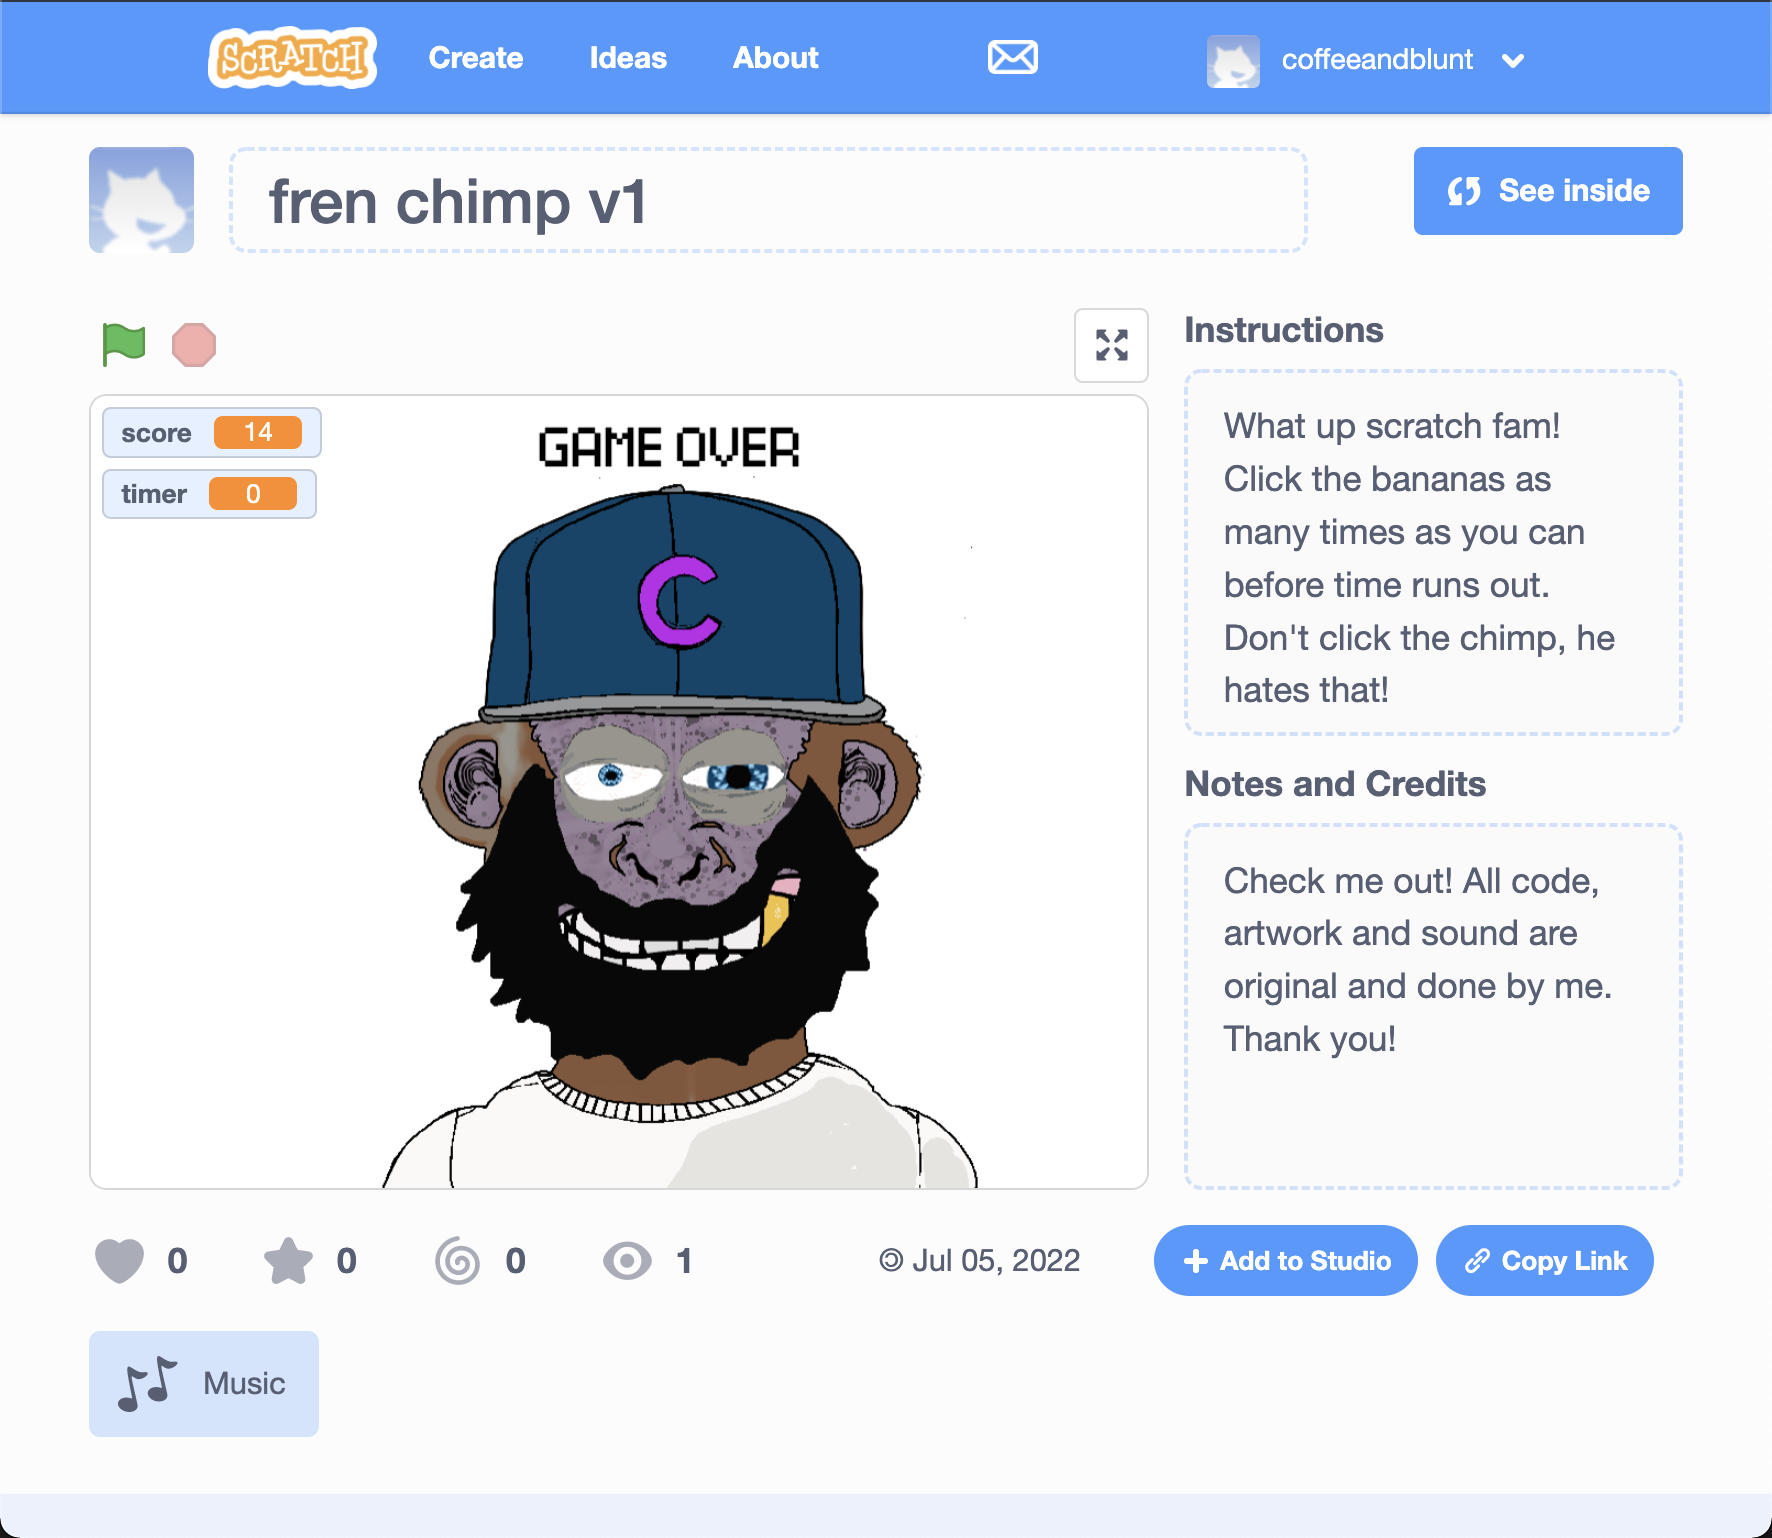 SCRATCH
Create
Ideas
About
coffeeandblunt
fren chimp v1
See inside
score 14
timer 0
GAME OVER
C
Instructions
What up scratch fam!
Click the bananas as
many times as you can
before time runs out.
Don't click the chimp, he
hates that!
Notes and Credits
Check me out! All code,
artwork and sound are
original and done by me.
Thank you!
0
0
0
1
Jul 05, 2022
Add to Studio
Copy Link
Music